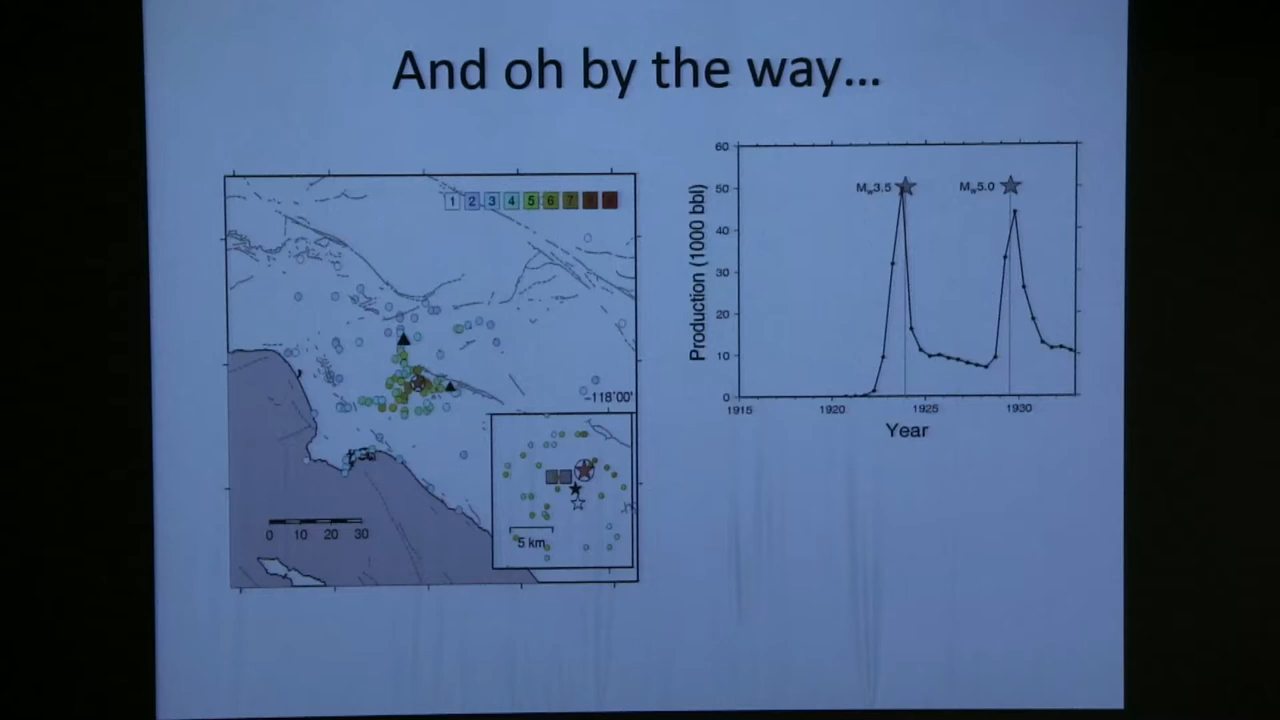 And oh by the way...
1 2 3 4 5 6 7
-118°00'
0 10 20 30
5 km
60
50
40
30
20
10
0
Production (1000 bbl)
Mw3.5
Mw5.0
1915 1920 1925 1930
Year